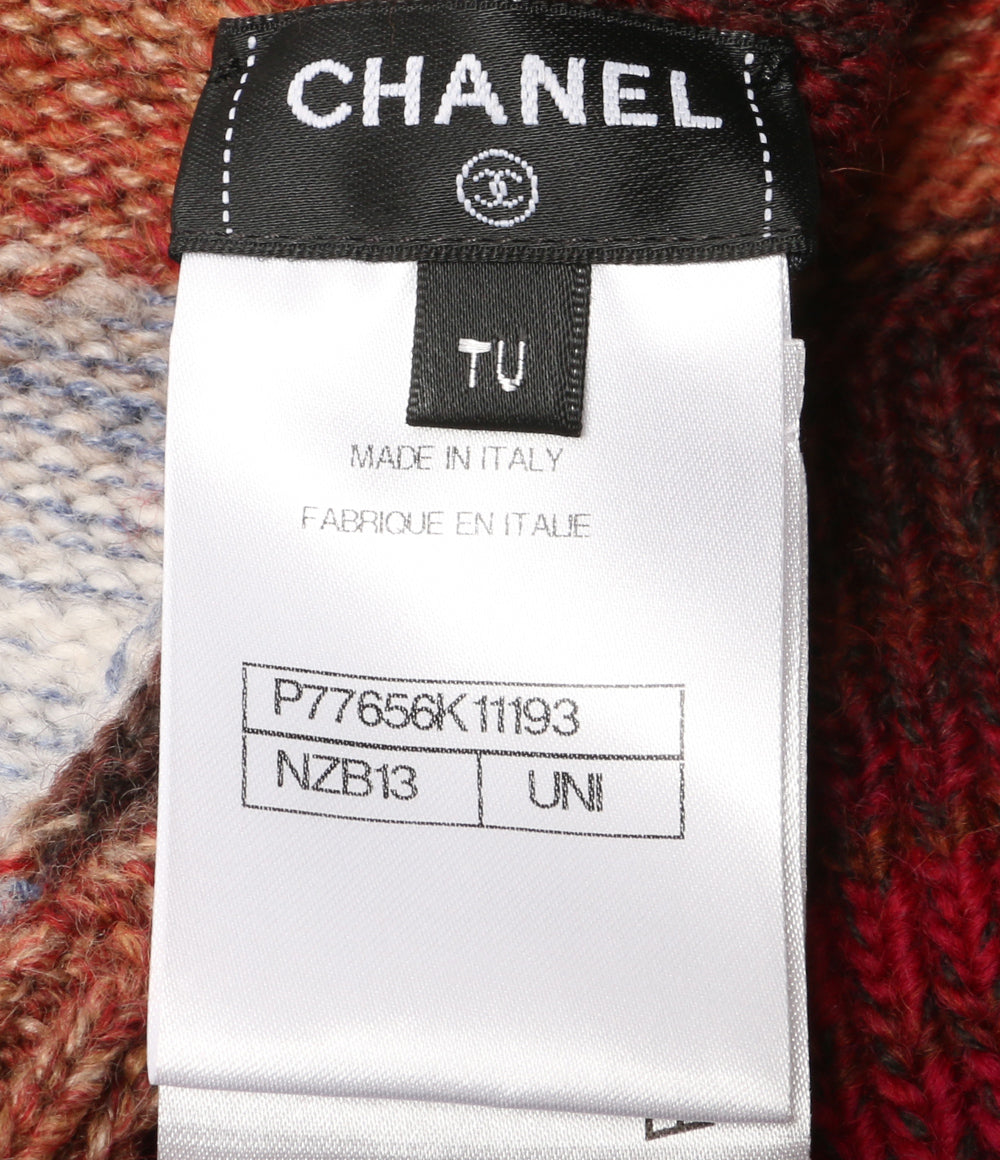 CHANEL
TU
MADE IN ITALY
FABRIQUE EN ITALIE
P77656K11193
NZB13 UNI